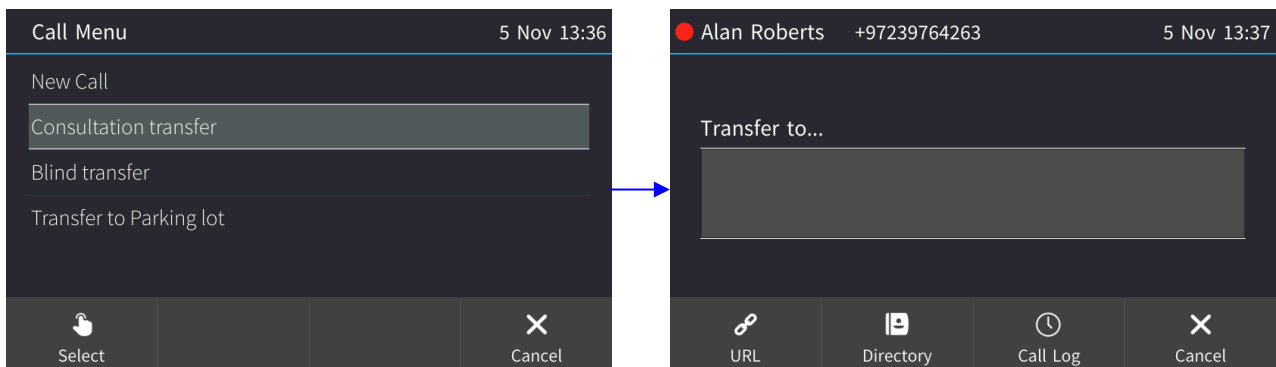 Call Menu 5 Nov 13:36
New Call
Consultation transfer
Blind transfer
Transfer to Parking lot
Select Cancel
Alan Roberts +97239764263 5 Nov 13:37
Transfer to...
URL Directory Call Log Cancel